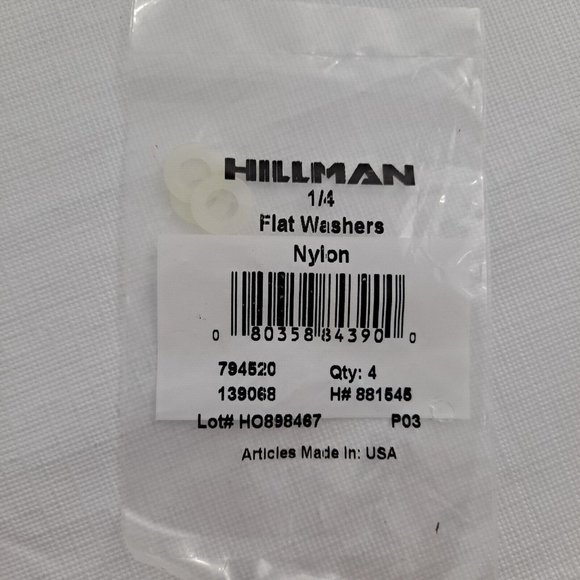 HILLMAN
1/4
Flat Washers
Nylon
0 80358 84390 0
794520 Qty: 4
139068 H# 881545
Lot# HO898467 P03
Articles Made In: USA